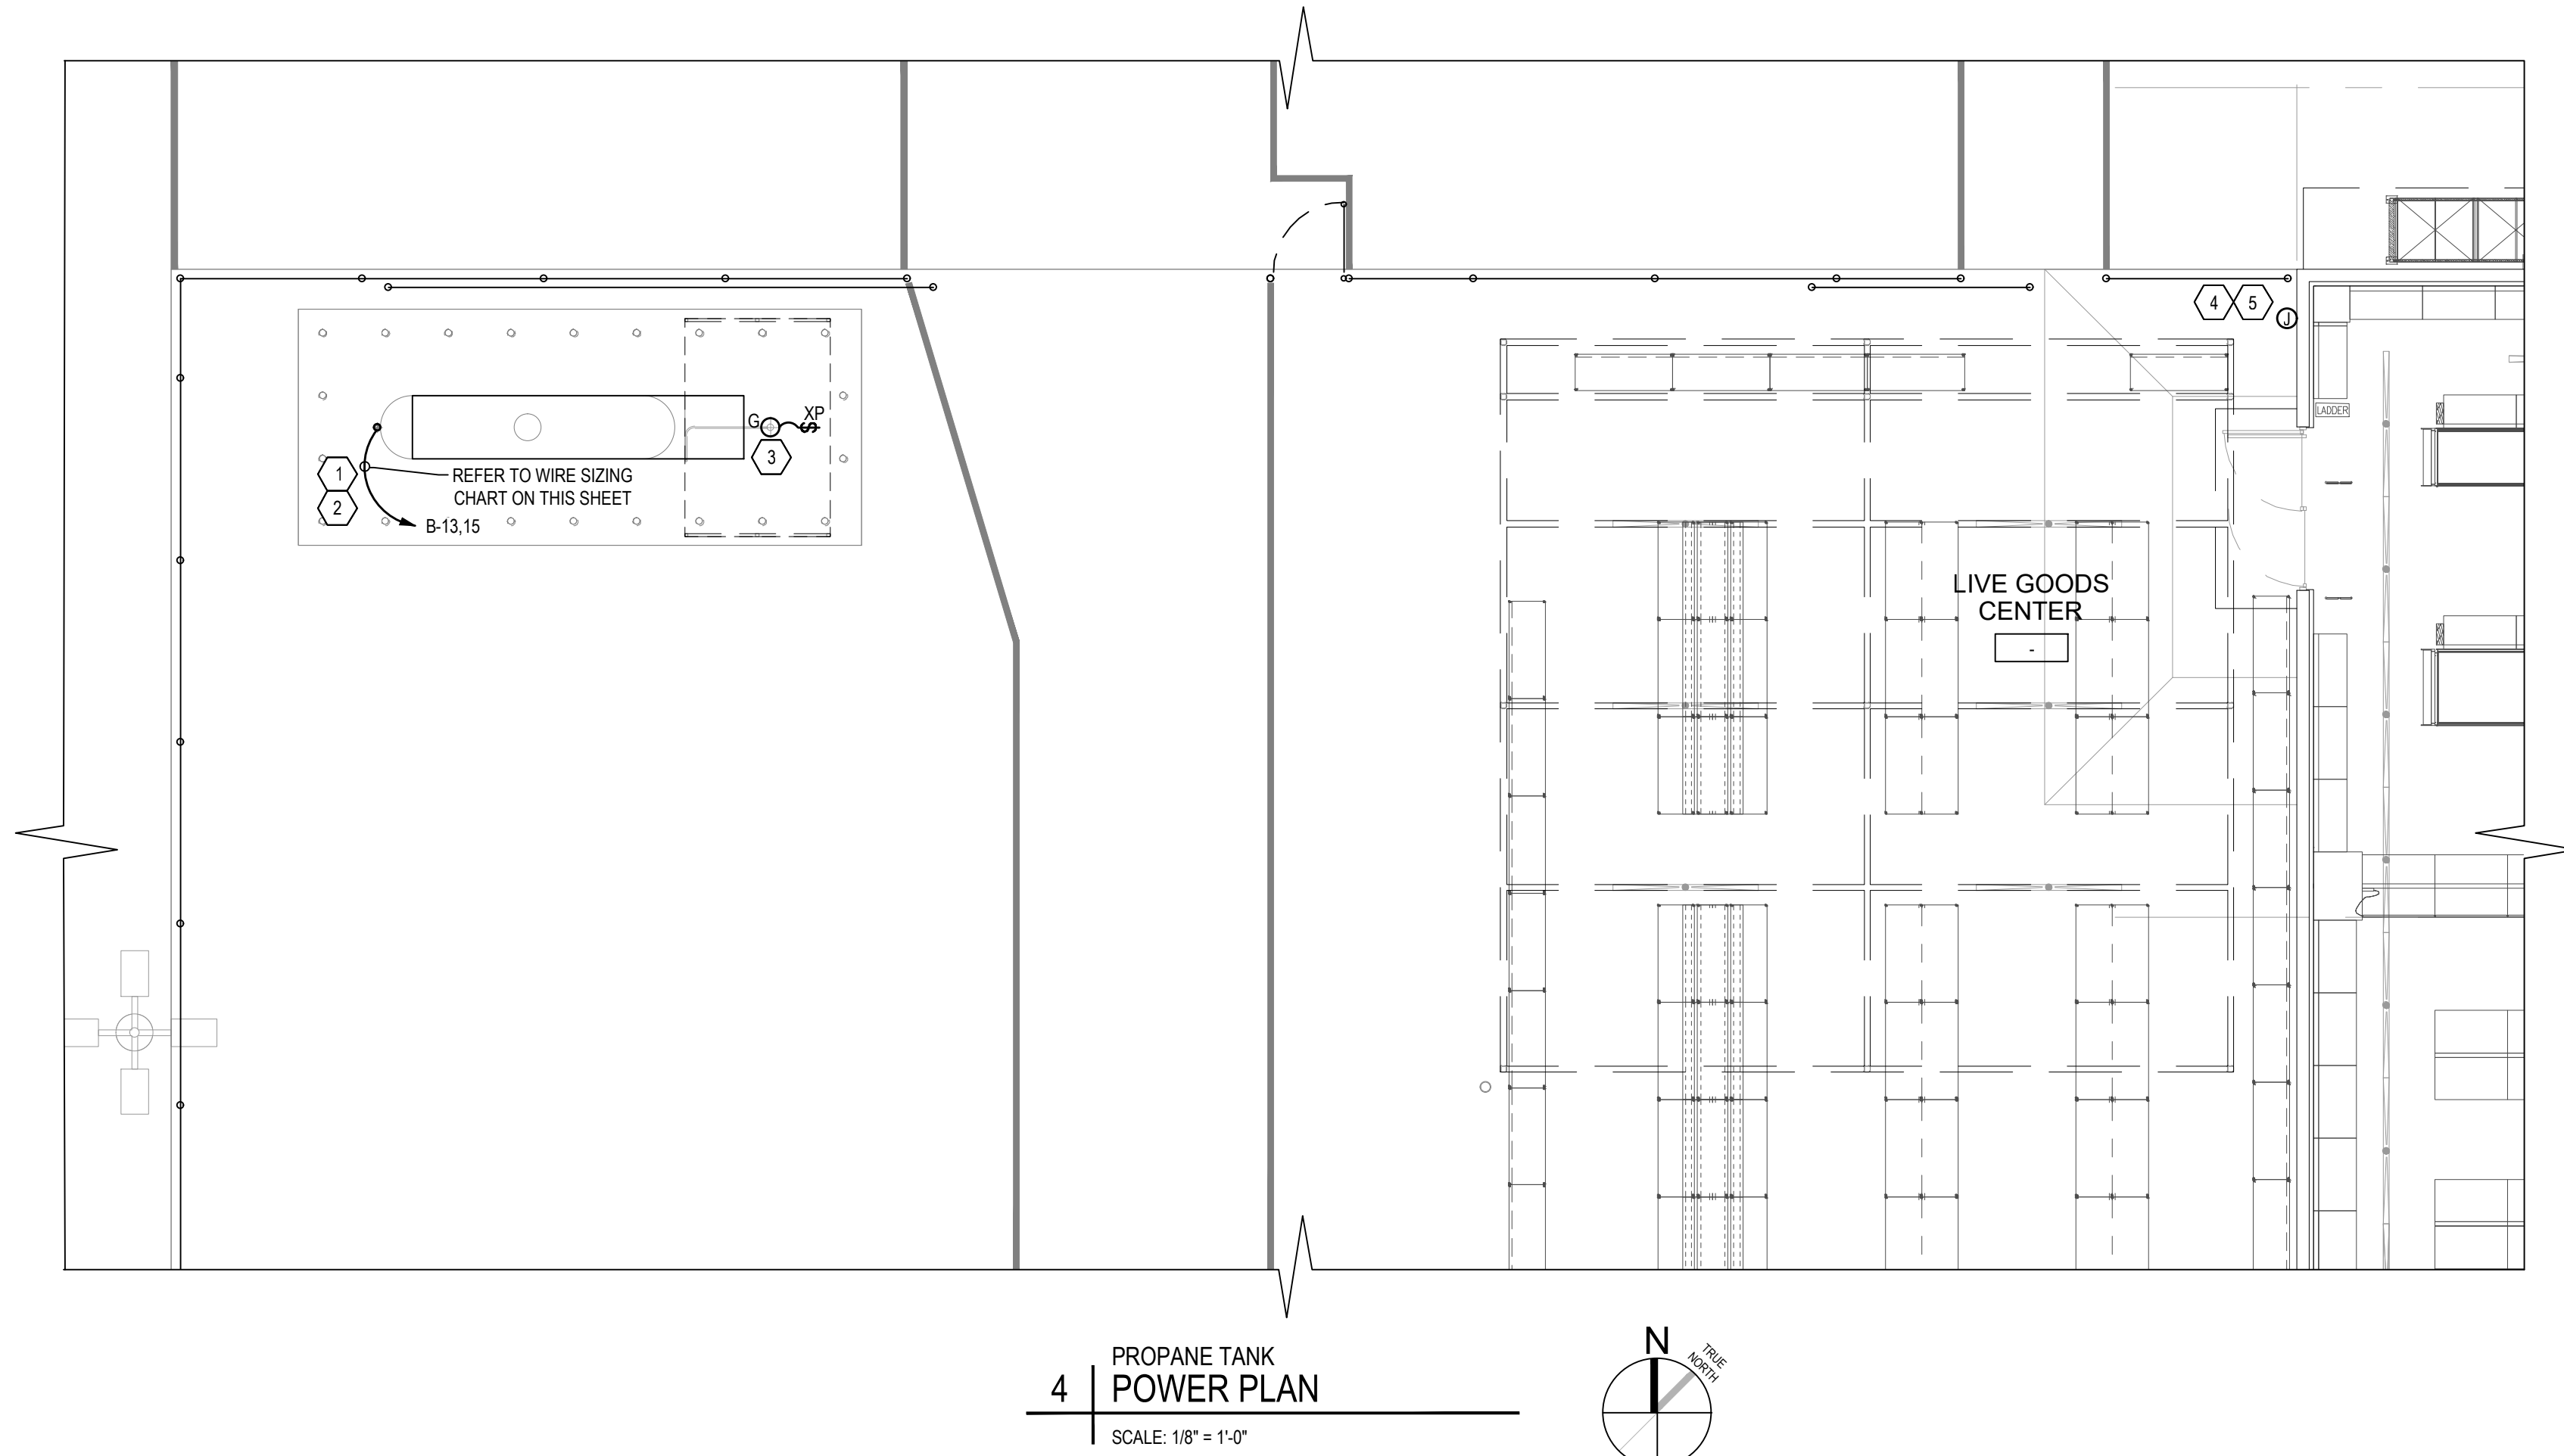 4 5
J
LADDER
G XP
$
3
1
2
REFER TO WIRE SIZING
CHART ON THIS SHEET
B-13,15
LIVE GOODS
CENTER
-
4
PROPANE TANK
POWER PLAN
SCALE: 1/8" = 1'-0"
N
TRUE
NORTH